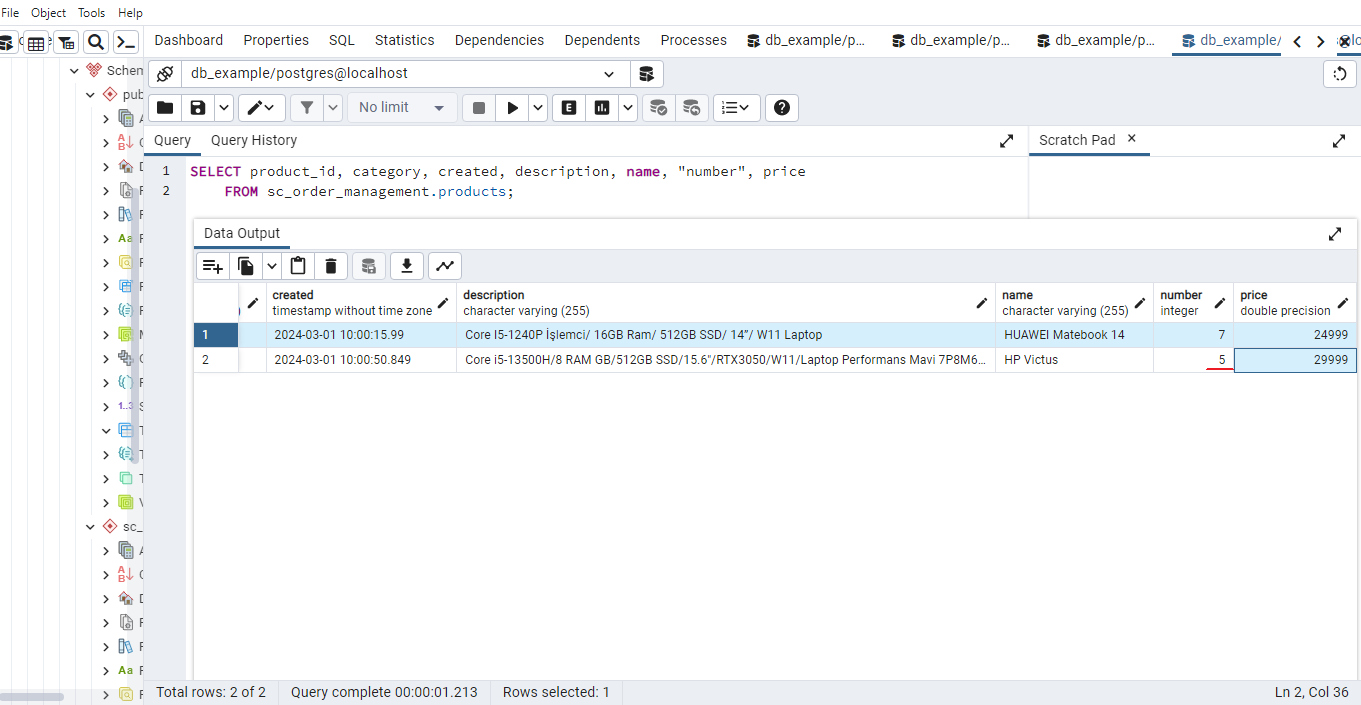 File Object Tools Help
Dashboard Properties SQL Statistics Dependencies Dependents Processes db_example/p... db_example/p... db_example/p... db_example/
Schem
db_example/postgres@localhost
pub
No limit
E
Query Query History
Scratch Pad
1 SELECT product_id, category, created, description, name, "number", price
2 FROM sc_order_management.products;
Data Output
created description name number price
timestamp without time zone character varying (255) character varying (255) integer double precision
1 2024-03-01 10:00:15.99 Core I5-1240P İşlemci/ 16GB Ram/ 512GB SSD/ 14"/ W11 Laptop HUAWEI Matebook 14 7 24999
2 2024-03-01 10:00:50.849 Core i5-13500H/8 RAM GB/512GB SSD/15.6"/RTX3050/W11/Laptop Performans Mavi 7P8M6... HP Victus 5 29999
1..3
sc_
Total rows: 2 of 2 Query complete 00:00:01.213 Rows selected: 1 Ln 2, Col 36